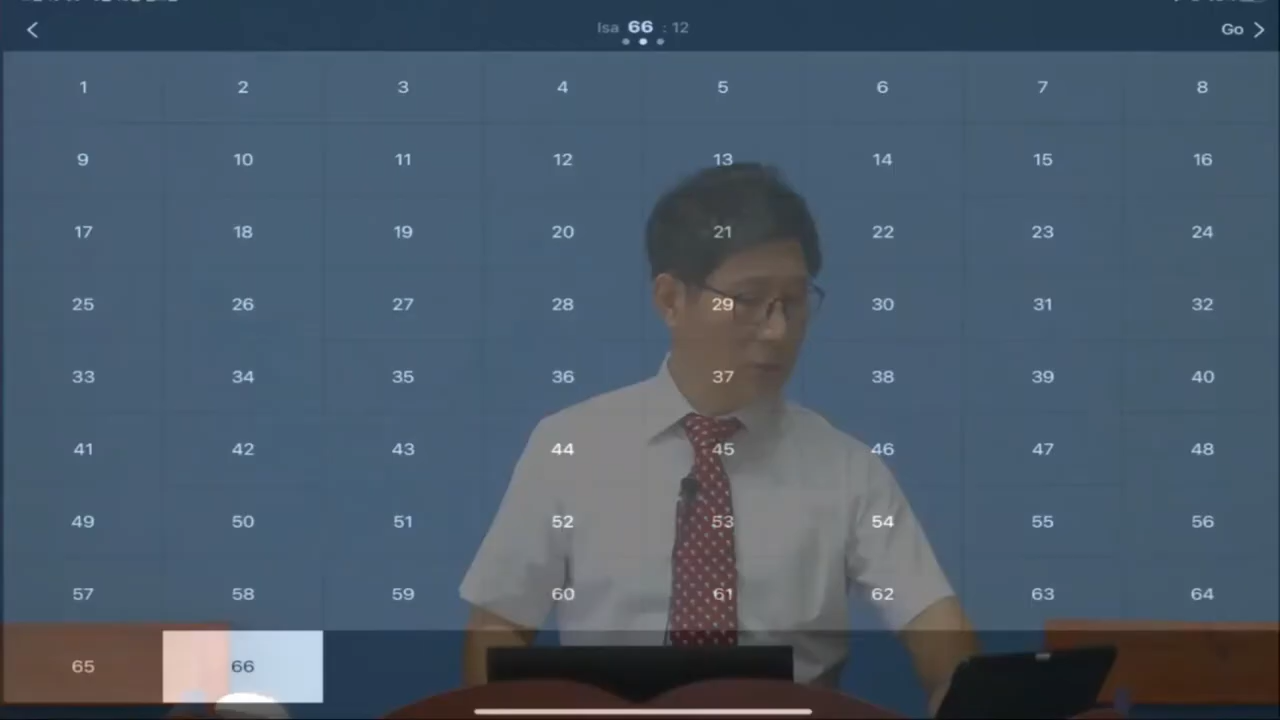 Isa 66 : 12
Go
1 2 3 4 5 6 7 8
9 10 11 12 13 14 15 16
17 18 19 20 21 22 23 24
25 26 27 28 29 30 31 32
33 34 35 36 37 38 39 40
41 42 43 44 45 46 47 48
49 50 51 52 53 54 55 56
57 58 59 60 61 62 63 64
65 66